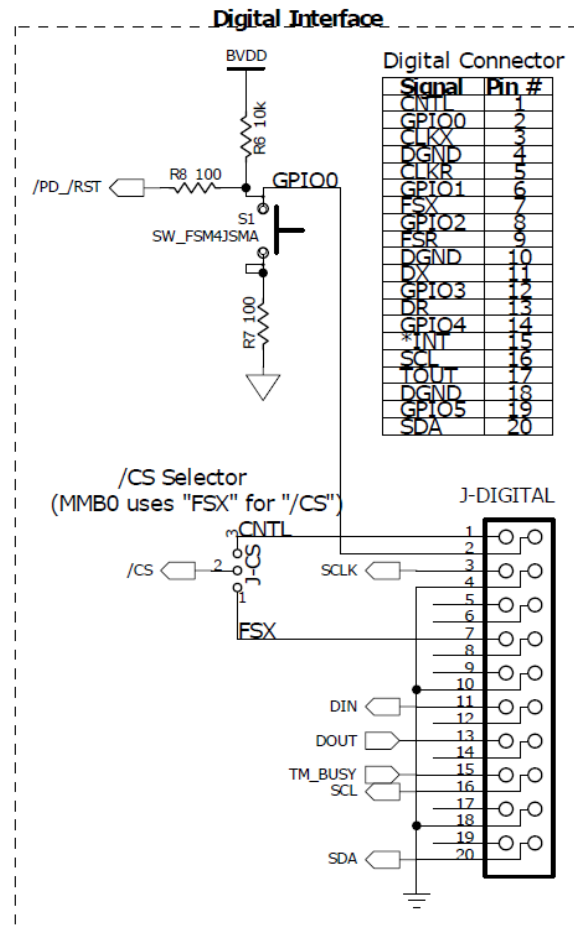 Digital Interface
BVDD
R6 10k
R8 100
/PD_/RST
GPIO0
S1
SW_FSM4JSMA
R7 100
Digital Connector
Signal Pin #
CNTL 1
GPIO0 2
CLKX 3
DGND 4
CLKR 5
GPIO1 6
FSX 7
GPIO2 8
FSR 9
DGND 10
DX 11
GPIO3 12
DR 13
GPIO4 14
*INT 15
SCL 16
TOUT 17
DGND 18
GPIO5 19
SDA 20
/CS Selector
(MMB0 uses "FSX" for "/CS")
J-DIGITAL
3
CNTL
/CS
2
J-CS
1
FSX
SCLK
DIN
DOUT
TM_BUSY
SCL
SDA
1
2
3
4
5
6
7
8
9
10
11
12
13
14
15
16
17
18
19
20